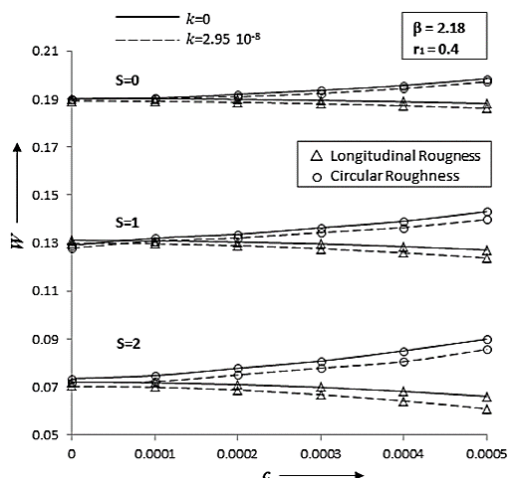 k=0
k=2.95 10⁻⁸
β = 2.18
r₁ = 0.4
0.21
0.19
0.17
0.15
0.13
0.11
0.09
0.07
0.05
W
S=0
Longitudinal Rougness
Circular Roughness
S=1
S=2
0 0.0001 0.0002 0.0003 0.0004 0.0005
c